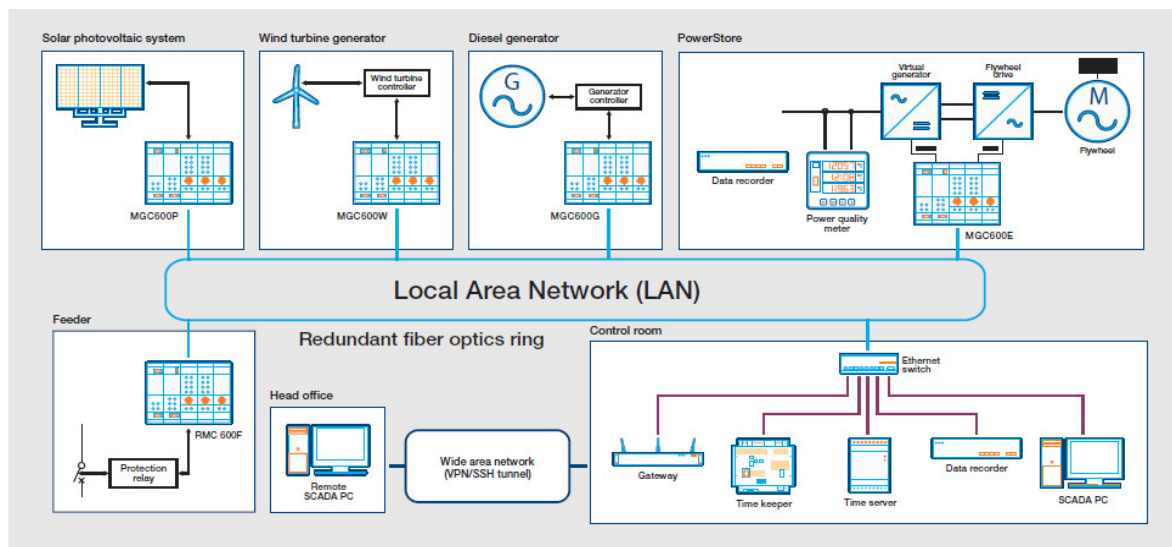 Solar photovoltaic system
Wind turbine generator
Diesel generator
PowerStore
Wind turbine
controller
G
Generator
controller
Virtual
generator
Flywheel
drive
M
Flywheel
Data recorder
Power quality
meter
MGC600P
MGC600W
MGC600G
MGC600E
Local Area Network (LAN)
Redundant fiber optics ring
Feeder
RMC 600F
Protection
relay
Head office
Remote
SCADA PC
Wide area network
(VPN/SSH tunnel)
Control room
Ethernet
switch
Gateway
Time keeper
Time server
Data recorder
SCADA PC